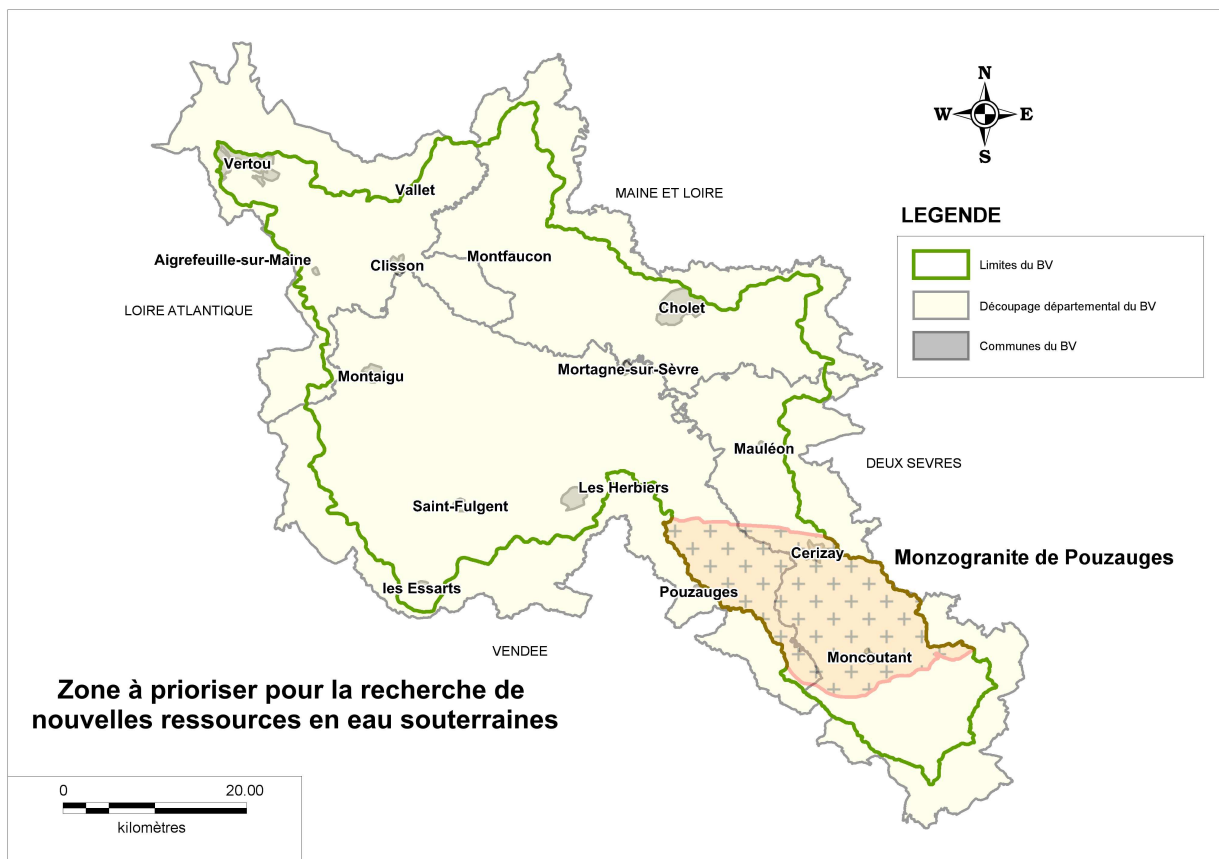 N
W
E
S
Vertou
Vallet
MAINE ET LOIRE
LEGENDE
Aigrefeuille-sur-Maine
Clisson
Montfaucon
Limites du BV
LOIRE ATLANTIQUE
Cholet
Découpage départemental du BV
Communes du BV
Montaigu
Mortagne-sur-Sèvre
Mauléon
DEUX SEVRES
Les Herbiers
Saint-Fulgent
Cerizay
Monzogranite de Pouzauges
les Essarts
Pouzauges
VENDEE
Moncoutant
Zone à prioriser pour la recherche de
nouvelles ressources en eau souterraines
0
20.00
kilomètres